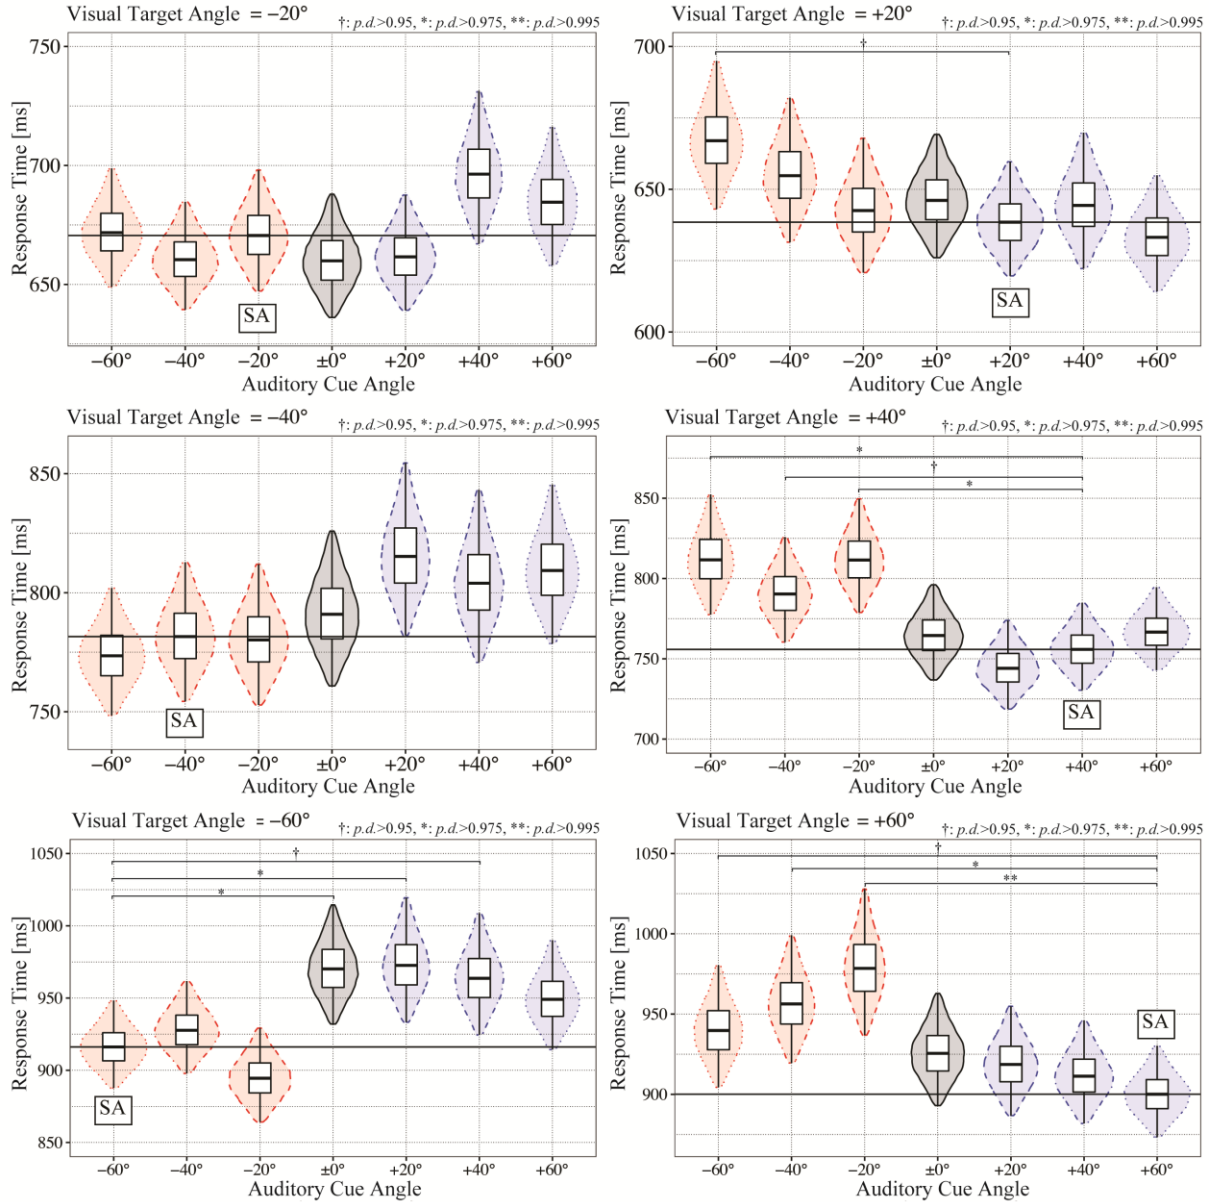 Visual Target Angle = −20°
†: p.d.>0.95, *: p.d.>0.975, **: p.d.>0.995
750
700
650
Response Time [ms]
SA
−60° −40° −20° ±0° +20° +40° +60°
Auditory Cue Angle
Visual Target Angle = +20°
†: p.d.>0.95, *: p.d.>0.975, **: p.d.>0.995
†
700
650
600
Response Time [ms]
SA
−60° −40° −20° ±0° +20° +40° +60°
Auditory Cue Angle
Visual Target Angle = −40°
†: p.d.>0.95, *: p.d.>0.975, **: p.d.>0.995
850
800
750
Response Time [ms]
SA
−60° −40° −20° ±0° +20° +40° +60°
Auditory Cue Angle
Visual Target Angle = +40°
†: p.d.>0.95, *: p.d.>0.975, **: p.d.>0.995
*
†
*
850
800
750
700
Response Time [ms]
SA
−60° −40° −20° ±0° +20° +40° +60°
Auditory Cue Angle
Visual Target Angle = −60°
†: p.d.>0.95, *: p.d.>0.975, **: p.d.>0.995
†
*
*
1050
1000
950
900
850
Response Time [ms]
SA
−60° −40° −20° ±0° +20° +40° +60°
Auditory Cue Angle
Visual Target Angle = +60°
†: p.d.>0.95, *: p.d.>0.975, **: p.d.>0.995
†
*
**
1050
1000
950
900
Response Time [ms]
SA
−60° −40° −20° ±0° +20° +40° +60°
Auditory Cue Angle